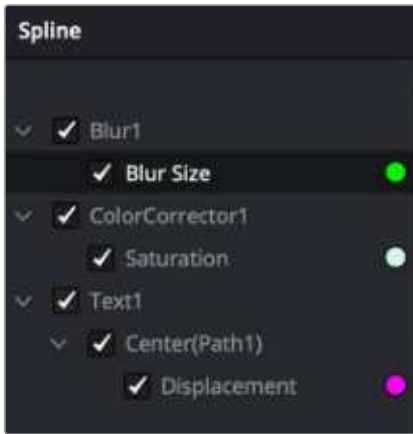 Spline
Blur1
Blur Size
ColorCorrector1
Saturation
Text1
Center(Path1)
Displacement